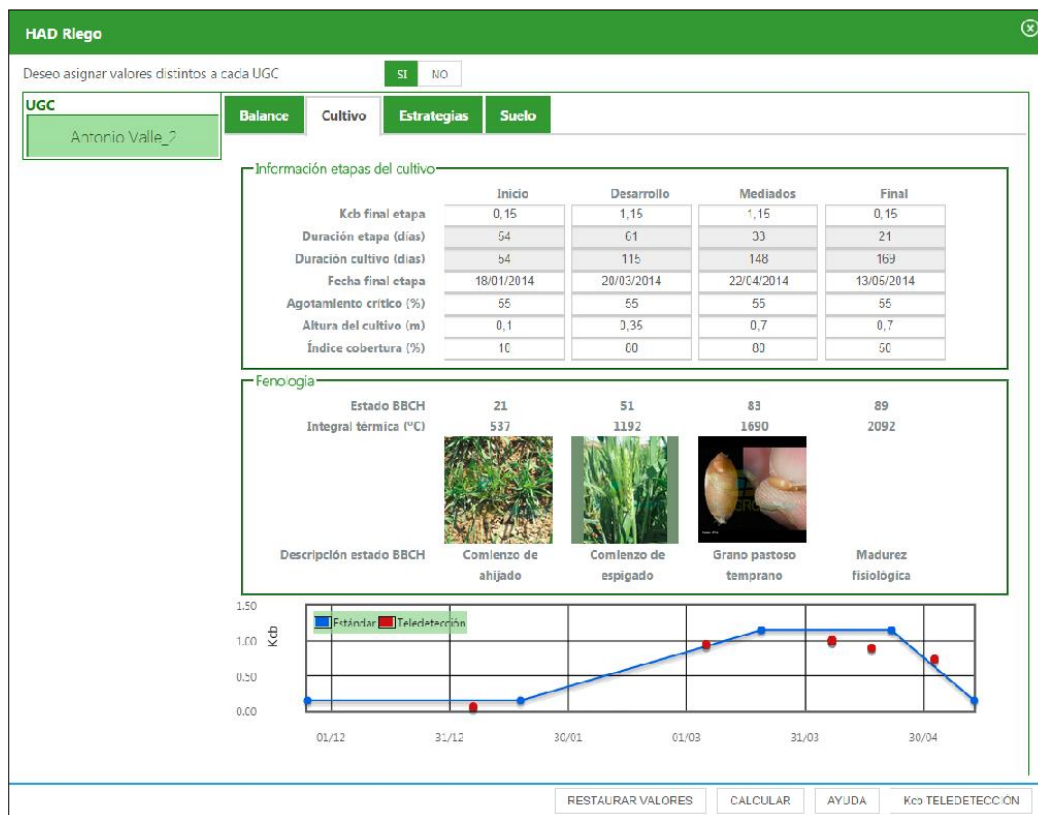 HAD Riego
Deseo asignar valores distintos a cada UGC SI NO
UGC
Antonio Valle_2
Balance Cultivo Estrategias Suelo
Información etapas del cultivo
Inicio Desarrollo Mediados Final
Kcb final etapa 0,15 1,15 1,15 0,15
Duración etapa (días) 54 61 33 21
Duración cultivo (días) 54 115 148 169
Fecha final etapa 18/01/2014 20/03/2014 22/04/2014 13/05/2014
Agotamiento crítico (%) 55 55 55 55
Altura del cultivo (m) 0,1 0,35 0,7 0,7
Índice cobertura (%) 10 80 50
Fenología
Estado BBCH 21 51 83 89
Integral térmica (°C) 537 1192 1690 2092
Descripción estado BBCH Comienzo de Comienzo de Grano pastoso Madurez
ahijado espigado temprano fisiológica
1.50
1.00
0.50
0.00
Kcb
Estándar Teledetección
01/12 31/12 30/01 01/03 31/03 30/04
RESTAURAR VALORES CALCULAR AYUDA Kcb TELEDETECCIÓN